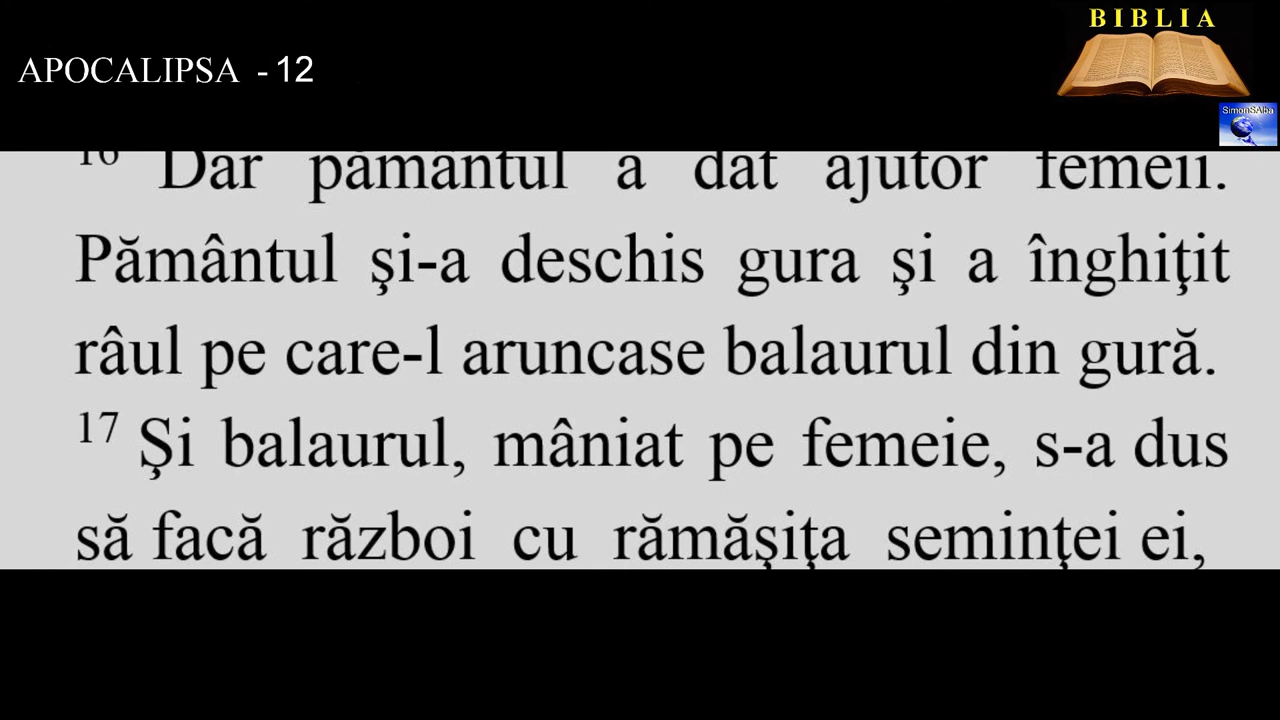 BIBLIA
APOCALIPSA - 12
SimonSAlba
16 Dar pământul a dat ajutor femeii.
Pământul şi-a deschis gura şi a înghiţit
râul pe care-l aruncase balaurul din gură.
17 Şi balaurul, mâniat pe femeie, s-a dus
să facă război cu rămăşiţa seminţei ei,